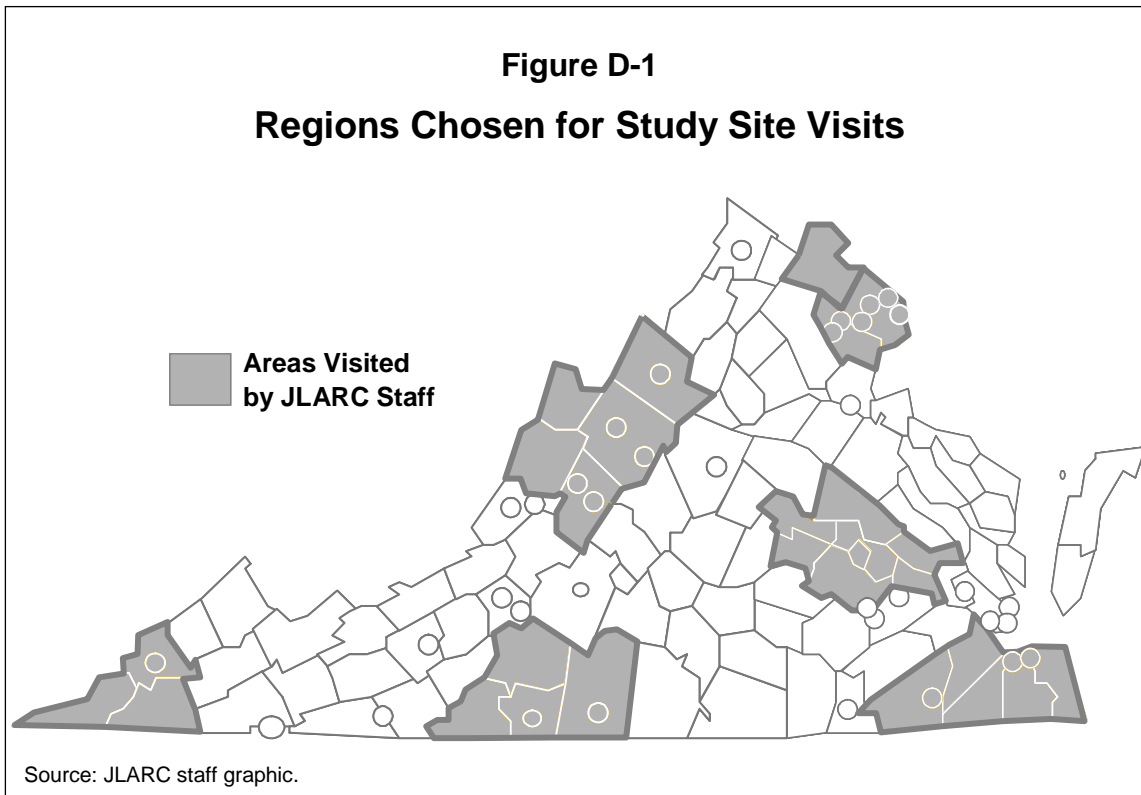 Figure D-1
Regions Chosen for Study Site Visits
Areas Visited
by JLARC Staff
Source: JLARC staff graphic.